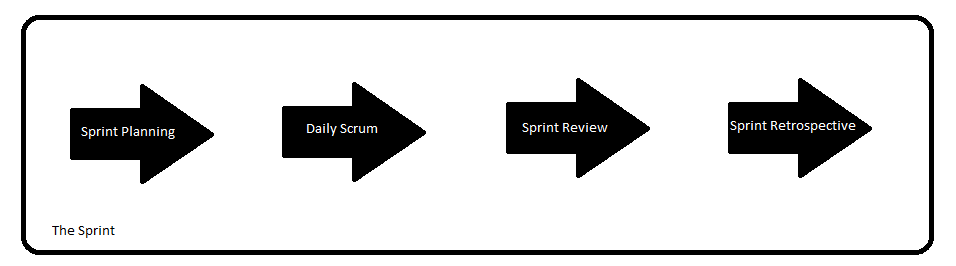 Sprint Planning
Daily Scrum
Sprint Review
Sprint Retrospective
The Sprint